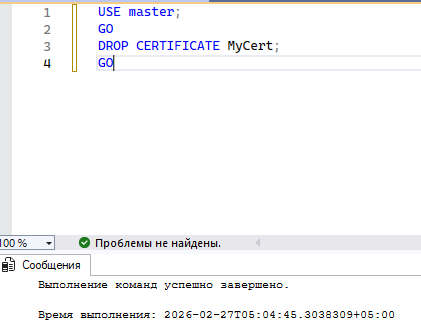 1 USE master;
2 GO
3 DROP CERTIFICATE MyCert;
4 GO
100 % Проблемы не найдены.
Сообщения
Выполнение команд успешно завершено.
Время выполнения: 2026-02-27T05:04:45.3038309+05:00